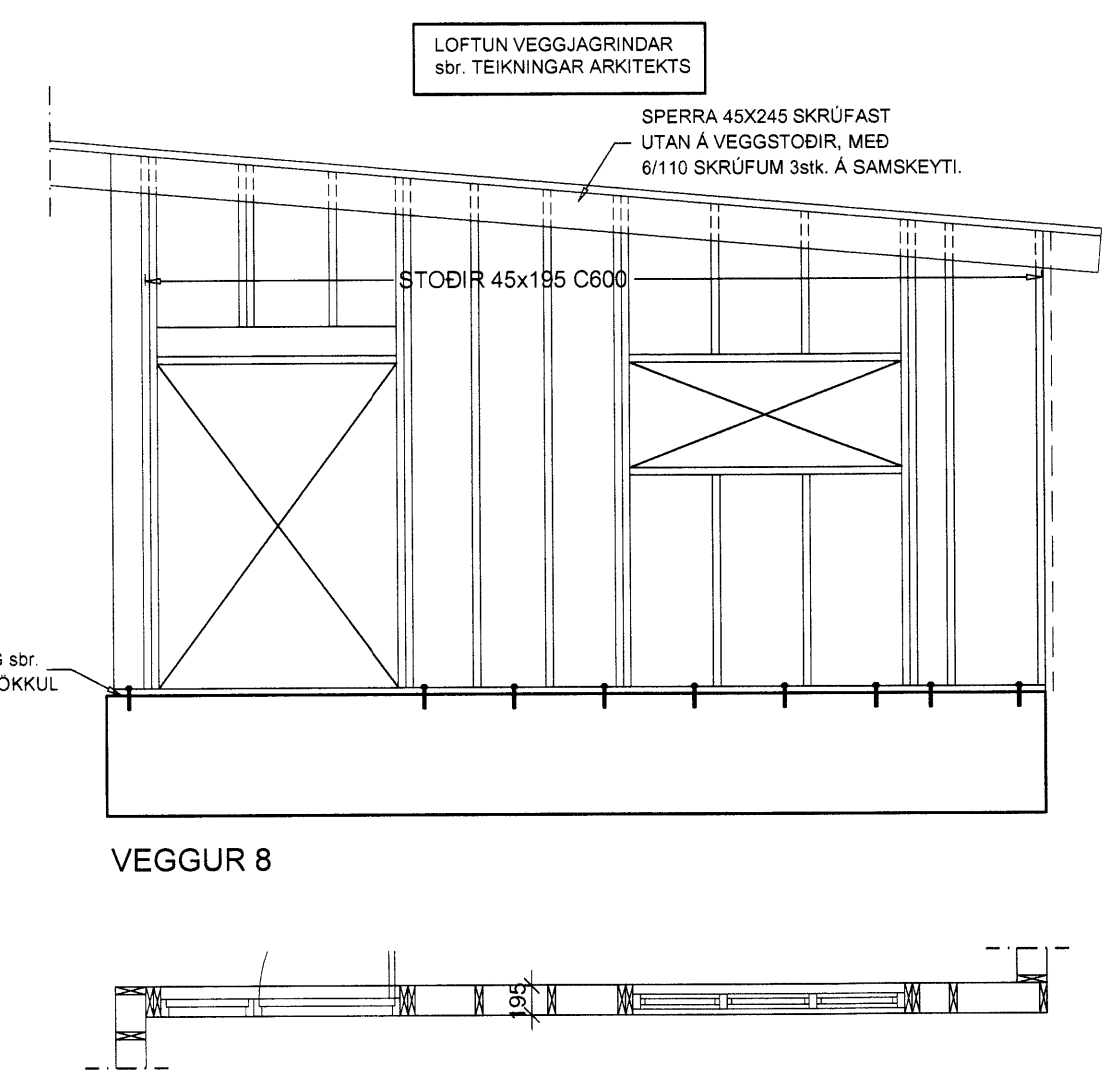 LOFTUN VEGGJAGRINDAR
sbr. TEIKNINGAR ARKITEKTS
SPERRA 45X245 SKRÚFAST
UTAN Á VEGGSTOÐIR, MEÐ
6/110 SKRÚFUM 3stk. Á SAMSKEYTI.
STOÐIR 45x195 C600
sbr.
ÖKKUL
VEGGUR 8
195